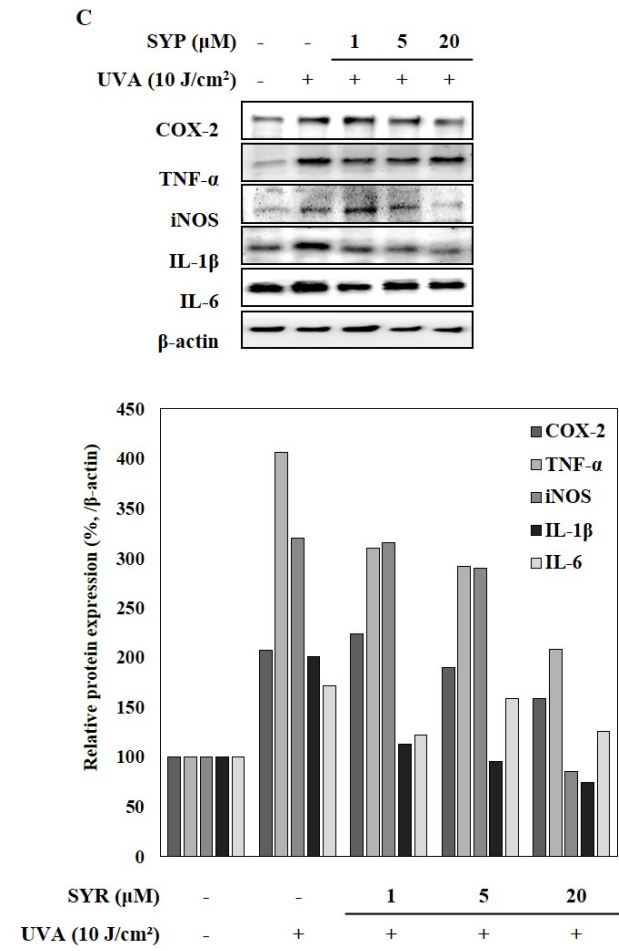 C
SYP (µM) - - 1 5 20
UVA (10 J/cm²) - + + + +
COX-2
TNF-α
iNOS
IL-1β
IL-6
β-actin
Relative protein expression (%, /β-actin)
450
400
350
300
250
200
150
100
50
0
COX-2
TNF-α
iNOS
IL-1β
IL-6
SYR (µM) - - 1 5 20
UVA (10 J/cm²) - + + + +